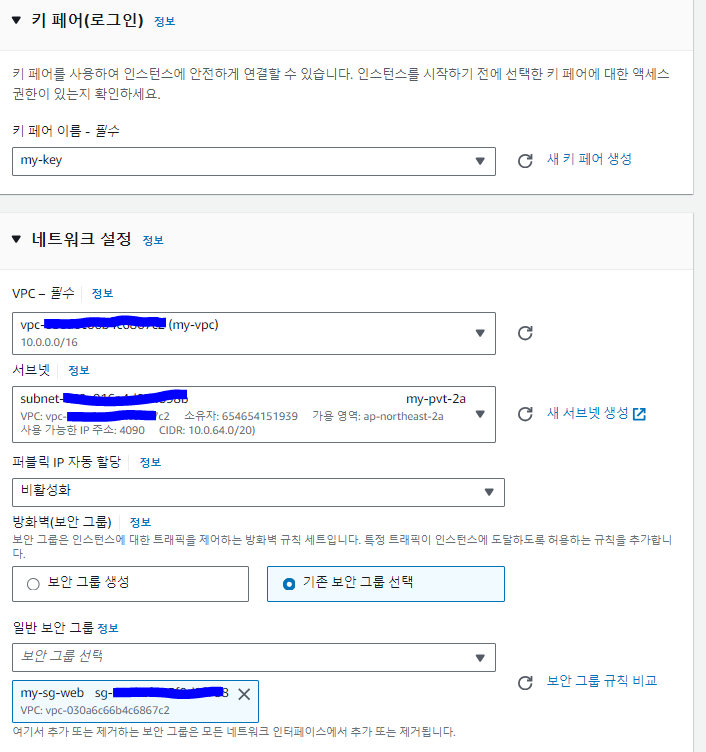 키 페어(로그인) 정보
키 페어를 사용하여 인스턴스에 안전하게 연결할 수 있습니다. 인스턴스를 시작하기 전에 선택한 키 페어에 대한 액세스
권한이 있는지 확인하세요.
키 페어 이름 - 필수
my-key
새 키 페어 생성
네트워크 설정 정보
VPC – 필수 정보
vpc- (my-vpc)
10.0.0.0/16
서브넷 정보
subnet- my-pvt-2a
VPC: vpc- 7c2 소유자: 654654151939 가용 영역: ap-northeast-2a
사용 가능한 IP 주소: 4090 CIDR: 10.0.64.0/20)
새 서브넷 생성
퍼블릭 IP 자동 할당 정보
비활성화
방화벽(보안 그룹) 정보
보안 그룹은 인스턴스에 대한 트래픽을 제어하는 방화벽 규칙 세트입니다. 특정 트래픽이 인스턴스에 도달하도록 허용하는 규칙을 추가합니
다.
보안 그룹 생성
기존 보안 그룹 선택
일반 보안 그룹 정보
보안 그룹 선택
my-sg-web sg-
VPC: vpc-030a6c66b4c6867c2
보안 그룹 규칙 비교
여기서 추가 또는 제거하는 보안 그룹은 모든 네트워크 인터페이스에서 추가 또는 제거됩니다.